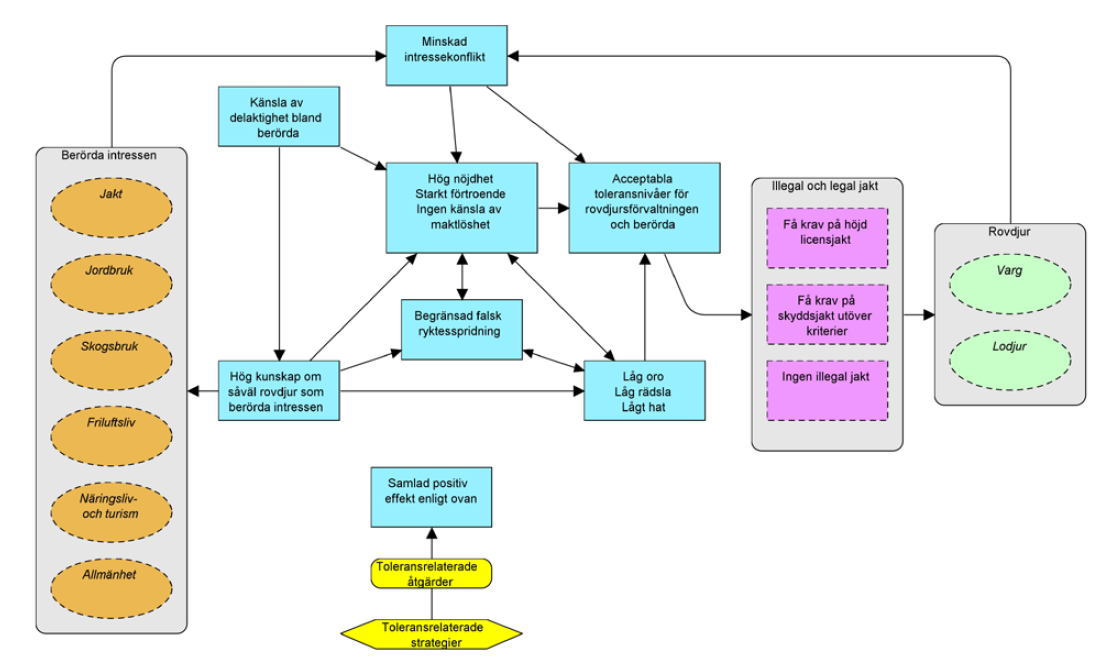 Minskad
intressekonflikt
Känsla av
delaktighet bland
berörda
Berörda intressen
Jakt
Jordbruk
Skogsbruk
Friluftsliv
Näringsliv-
och turism
Allmänhet
Hög nöjdhet
Starkt förtroende
Ingen känsla av
maktlöshet
Acceptabla
toleransnivåer för
rovdjursförvaltningen
och berörda
Begränsad falsk
ryktesspridning
Hög kunskap om
såväl rovdjur som
berörda intressen
Låg oro
Låg rädsla
Lågt hat
Illegal och legal jakt
Få krav på höjd
licensjakt
Få krav på
skyddsjakt utöver
kriterier
Ingen illegal jakt
Rovdjur
Varg
Lodjur
Samlad positiv
effekt enligt ovan
Toleransrelaterade
åtgärder
Toleransrelaterade
strategier